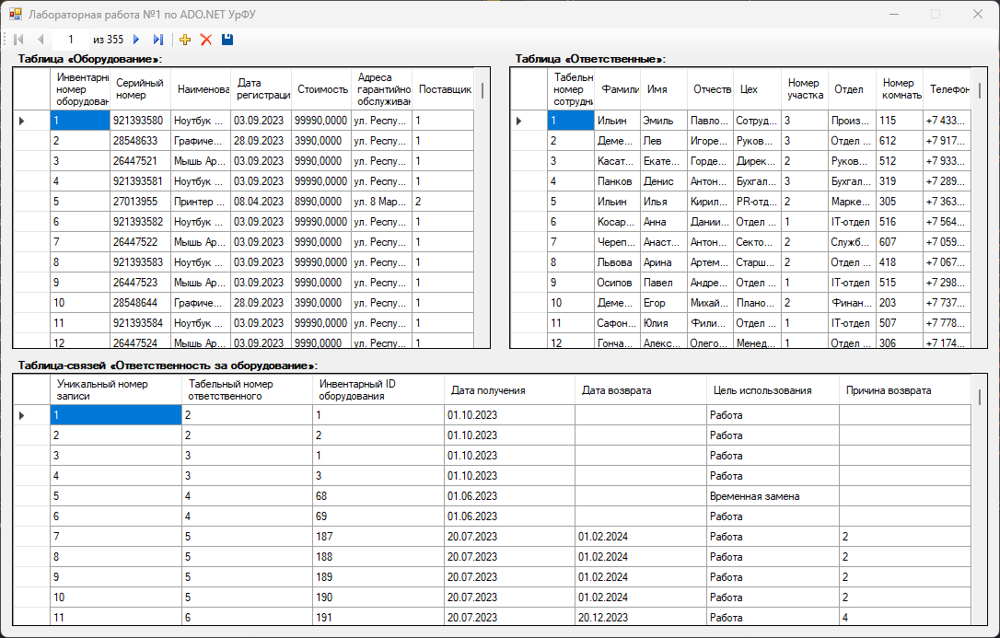 Лабораторная работа №1 по ADO.NET УрФУ
1 из 355
Таблица «Оборудование»:
Инвентарн номер оборудован Серийный номер Наименова Дата регистраци Стоимость Адреса гарантийно обслуживан Поставщик
1 921393580 Ноутбук ... 03.09.2023 99990,0000 ул. Респу... 1
2 28548633 Графиче... 28.09.2023 3990,0000 ул. Респу... 1
3 26447521 Мышь Ар... 03.09.2023 9990,0000 ул. Респу... 1
4 921393581 Ноутбук ... 03.09.2023 99990,0000 ул. Респу... 1
5 27013955 Принтер ... 08.04.2023 8990,0000 ул. 8 Мар... 2
6 921393582 Ноутбук ... 03.09.2023 99990,0000 ул. Респу... 1
7 26447522 Мышь Ар... 03.09.2023 9990,0000 ул. Респу... 1
8 921393583 Ноутбук ... 03.09.2023 99990,0000 ул. Респу... 1
9 26447523 Мышь Ар... 03.09.2023 9990,0000 ул. Респу... 1
10 28548644 Графиче... 28.09.2023 3990,0000 ул. Респу... 1
11 921393584 Ноутбук ... 03.09.2023 99990,0000 ул. Респу... 1
12 26447524 Мышь Ар... 03.09.2023 9990,0000 ул. Респу... 1
Таблица «Ответственные»:
Табельн номер сотрудни Фамили Имя Отчеств Цех Номер участка Отдел Номер комнать Телефон
1 Ильин Эмиль Павло... Сотруд... 3 Произ... 115 +7 433...
2 Деме... Лев Игоре... Руков... 3 Отдел ... 612 +7 917...
3 Касат... Екате... Горде... Дирек... 2 Руков... 512 +7 933...
4 Панков Денис Антон... Бухгал... 3 Бухгал... 319 +7 289...
5 Ильин Илья Кирил... PR-отд... 2 Марке... 305 +7 363...
6 Косар... Анна Дании... Отдел ... 1 IT-отдел 516 +7 564...
7 Череп... Анаст... Антон... Секто... 2 Служб... 607 +7 059...
8 Львова Арина Артем... Старш... 2 Отдел ... 418 +7 067...
9 Осипов Павел Андре... Отдел ... 1 IT-отдел 515 +7 298...
10 Деме... Егор Михай... Плано... 2 Финан... 203 +7 737...
11 Сафон... Юлия Фили... Отдел ... 1 IT-отдел 507 +7 778...
12 Гонча... Алекс... Олего... Менед... 1 Отдел ... 306 +7 174...
Таблица-связей «Ответственность за оборудование»:
Уникальный номер записи Табельный номер ответственного Инвентарный ID оборудования Дата получения Дата возврата Цель использования Причина возврата
1 2 1 01.10.2023 Работа
2 2 2 01.10.2023 Работа
3 3 1 01.10.2023 Работа
4 3 3 01.10.2023 Работа
5 4 68 01.06.2023 Временная замена
6 4 69 01.06.2023 Работа
7 5 187 20.07.2023 01.02.2024 Работа 2
8 5 188 20.07.2023 01.02.2024 Работа 2
9 5 189 20.07.2023 01.02.2024 Работа 2
10 5 190 20.07.2023 01.02.2024 Работа 2
11 6 191 20.07.2023 20.12.2023 Работа 4